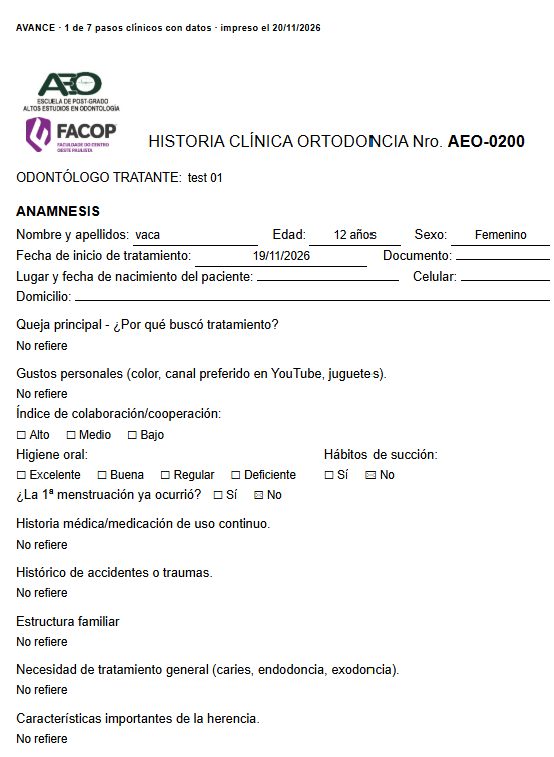 AVANCE · 1 de 7 pasos clínicos con datos · impreso el 20/11/2026
AEO
ESCUELA DE POST-GRADO
ALTOS ESTUDIOS EN ODONTOLOGÍA
FACOP
FACULDADE DO CENTRO
OESTE PAULISTA
HISTORIA CLÍNICA ORTODONCIA Nro. AEO-0200
ODONTÓLOGO TRATANTE: test 01
ANAMNESIS
Nombre y apellidos: vaca Edad: 12 años Sexo: Femenino
Fecha de inicio de tratamiento: 19/11/2026 Documento:
Lugar y fecha de nacimiento del paciente: Celular:
Domicilio:
Queja principal - ¿Por qué buscó tratamiento?
No refiere
Gustos personales (color, canal preferido en YouTube, juguetes).
No refiere
Índice de colaboración/cooperación:
☐ Alto ☐ Medio ☐ Bajo
Higiene oral: Hábitos de succión:
☐ Excelente ☐ Buena ☐ Regular ☐ Deficiente ☐ Sí ☒ No
¿La 1ª menstruación ya ocurrió? ☐ Sí ☒ No
Historia médica/medicación de uso continuo.
No refiere
Histórico de accidentes o traumas.
No refiere
Estructura familiar
No refiere
Necesidad de tratamiento general (caries, endodoncia, exodoncia).
No refiere
Características importantes de la herencia.
No refiere